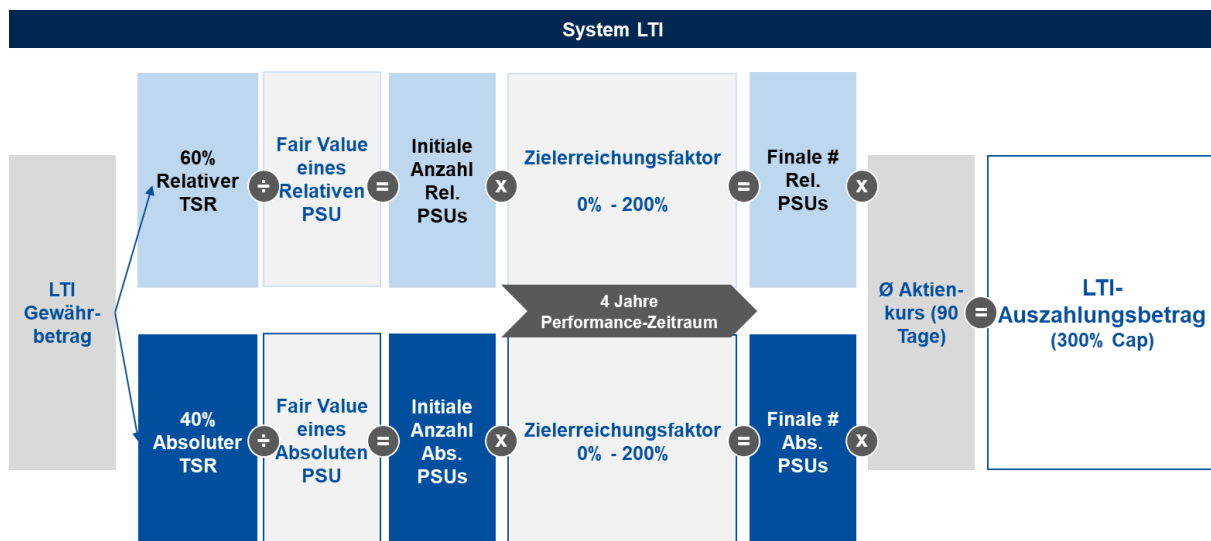 System LTI
LTI
Gewähr-
betrag
60%
Relativer
TSR
÷
Fair Value
eines
Relativen
PSU
=
Initiale
Anzahl
Rel.
PSUs
X
Zielerreichungsfaktor
0% - 200%
=
Finale #
Rel.
PSUs
X
4 Jahre
Performance-Zeitraum
40%
Absoluter
TSR
÷
Fair Value
eines
Absoluten
PSU
=
Initiale
Anzahl
Abs.
PSUs
X
Zielerreichungsfaktor
0% - 200%
=
Finale #
Abs.
PSUs
X
Ø Aktien-
kurs (90
Tage)
=
LTI-
Auszahlungsbetrag
(300% Cap)